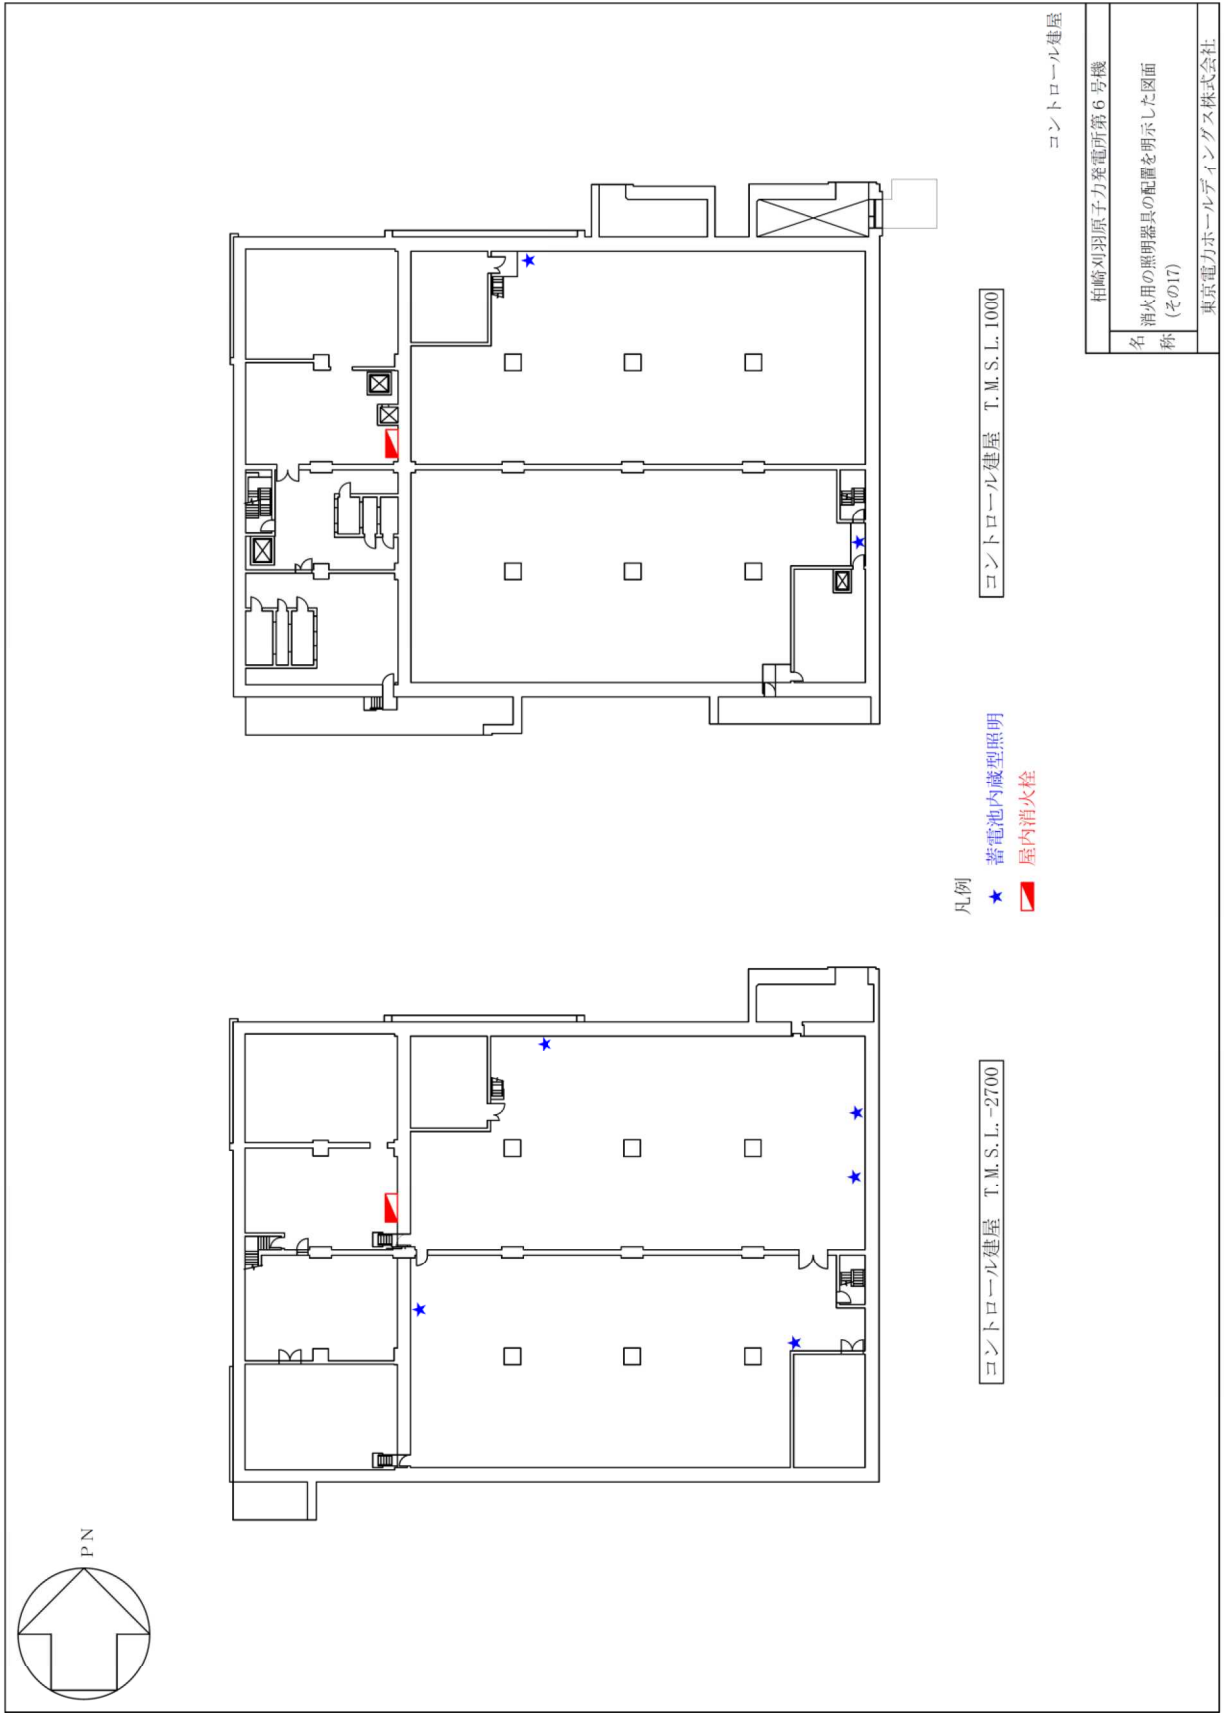 PN
コントロール建屋 T.M.S.L.-2700
コントロール建屋 T.M.S.L.1000
凡例
★ 蓄電池内蔵型照明
屋内消火栓
コントロール建屋
柏崎刈羽原子力発電所第6号機
名称
消火用の照明器具の配置を明示した図面
(その17)
東京電力ホールディングス株式会社